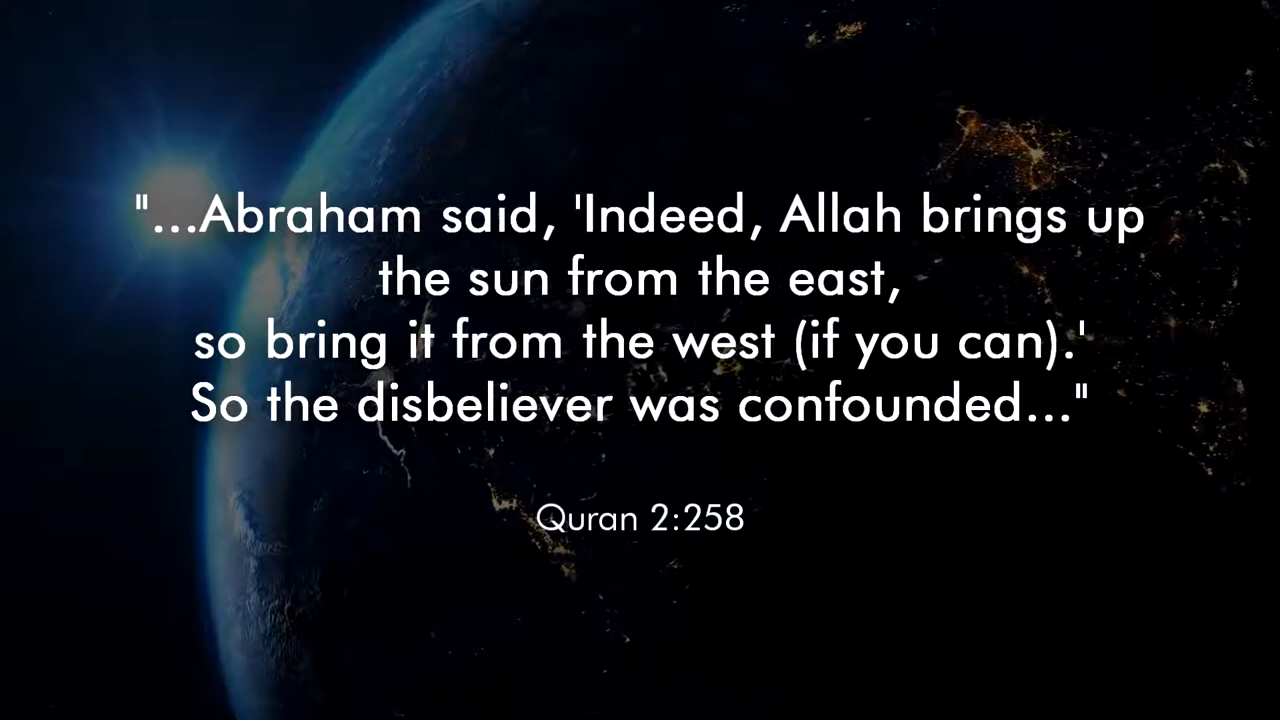 "...Abraham said, 'Indeed, Allah brings up
the sun from the east,
so bring it from the west (if you can).'
So the disbeliever was confounded..."
Quran 2:258